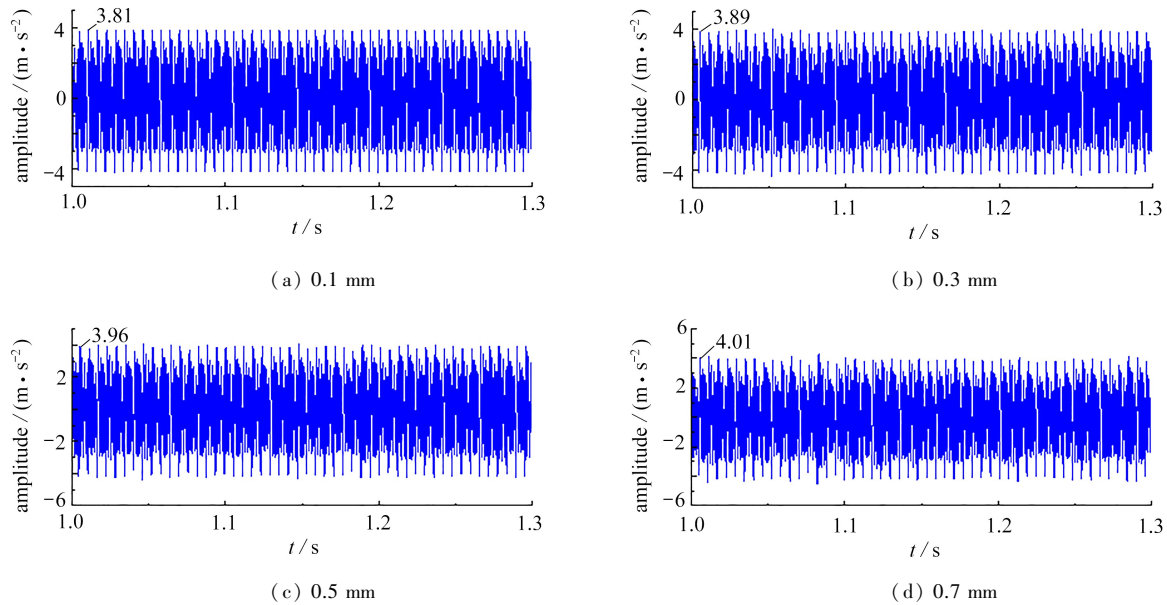 3.81
amplitude / (m • s⁻²)
4
0
−4
1.0
1.1
1.2
1.3
t / s
(a) 0.1 mm
3.89
amplitude / (m • s⁻²)
4
0
−4
1.0
1.1
1.2
1.3
t / s
(b) 0.3 mm
3.96
amplitude / (m • s⁻²)
2
−2
−6
1.0
1.1
1.2
1.3
t / s
(c) 0.5 mm
4.01
amplitude / (m • s⁻²)
6
2
−2
−6
1.0
1.1
1.2
1.3
t / s
(d) 0.7 mm